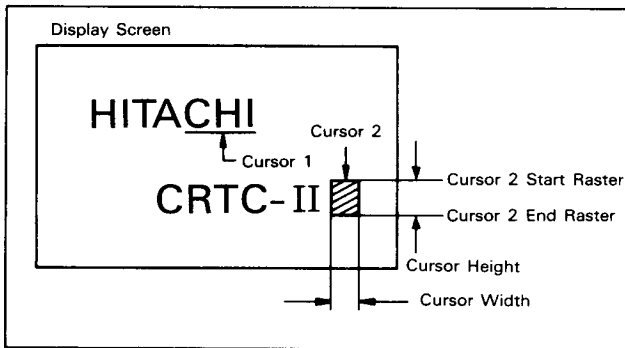 Display Screen
HITACHI
Cursor 2
Cursor 1
Cursor 2 Start Raster
CRTC-II
Cursor 2 End Raster
Cursor Height
Cursor Width